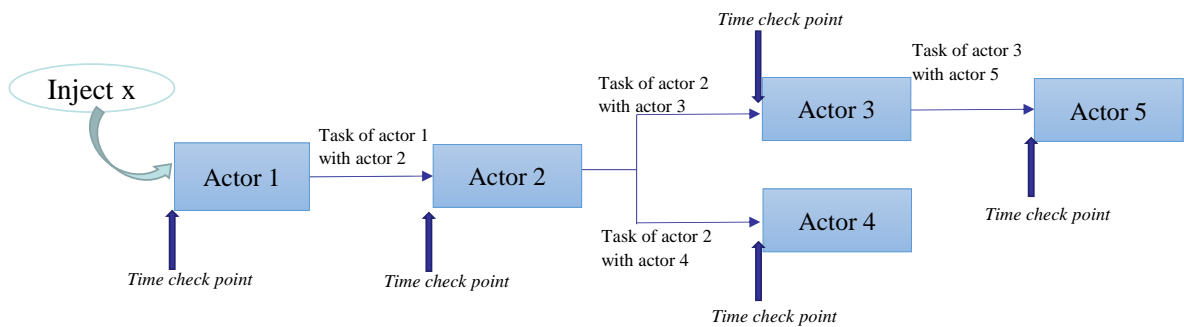 Time check point
Task of actor 3
with actor 5
Inject x
Task of actor 2
with actor 3
Actor 3
Actor 5
Task of actor 1
with actor 2
Actor 1
Actor 2
Time check point
Actor 4
Task of actor 2
with actor 4
Time check point
Time check point
Time check point